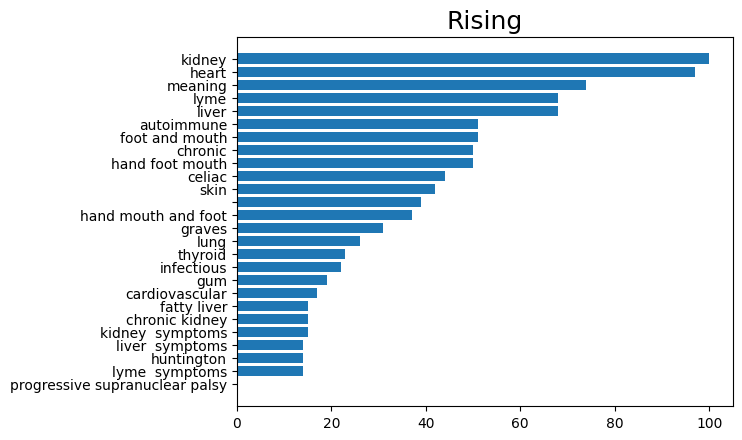 Rising
kidney
heart
meaning
lyme
liver
autoimmune
foot and mouth
chronic
hand foot mouth
celiac
skin
hand mouth and foot
graves
lung
thyroid
infectious
gum
cardiovascular
fatty liver
chronic kidney
kidney  symptoms
liver  symptoms
huntington
lyme  symptoms
progressive supranuclear palsy
0 20 40 60 80 100